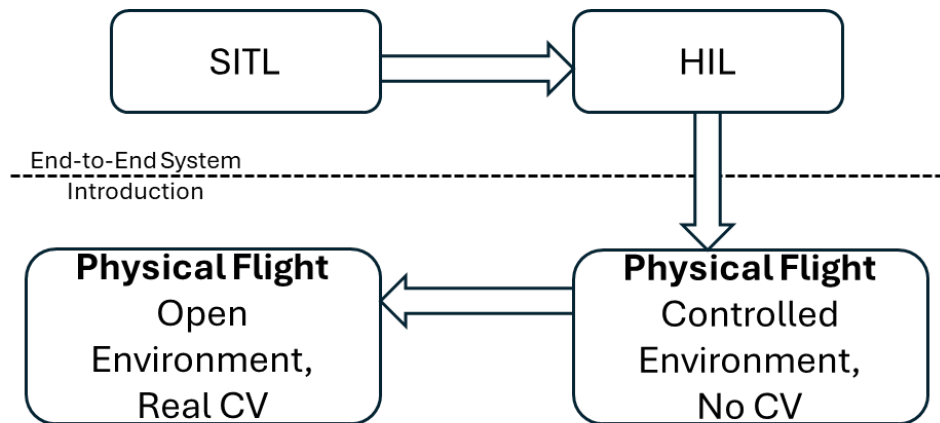 SITL
HIL
End-to-End System
Introduction
Physical Flight
Open
Environment,
Real CV
Physical Flight
Controlled
Environment,
No CV